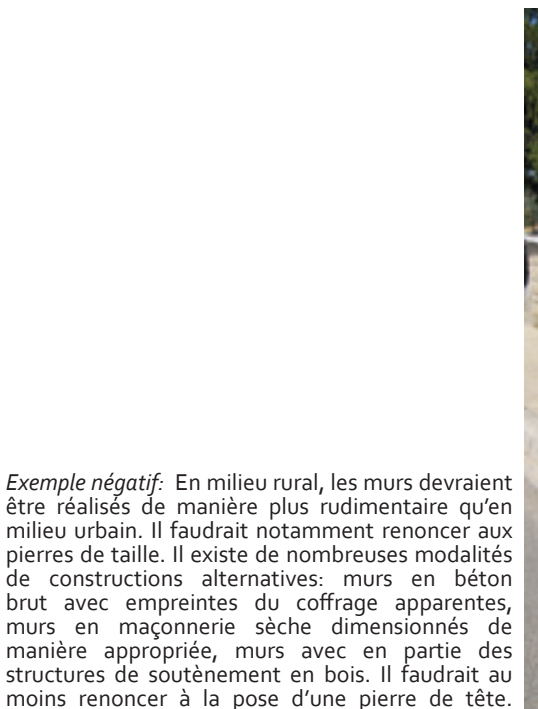 Exemple négatif: En milieu rural, les murs devraient
être réalisés de manière plus rudimentaire qu’en
milieu urbain. Il faudrait notamment renoncer aux
pierres de taille. Il existe de nombreuses modalités
de constructions alternatives: murs en béton
brut avec empreintes du coffrage apparentes,
murs en maçonnerie sèche dimensionnés de
manière appropriée, murs avec en partie des
structures de soutènement en bois. Il faudrait au
moins renoncer à la pose d’une pierre de tête.